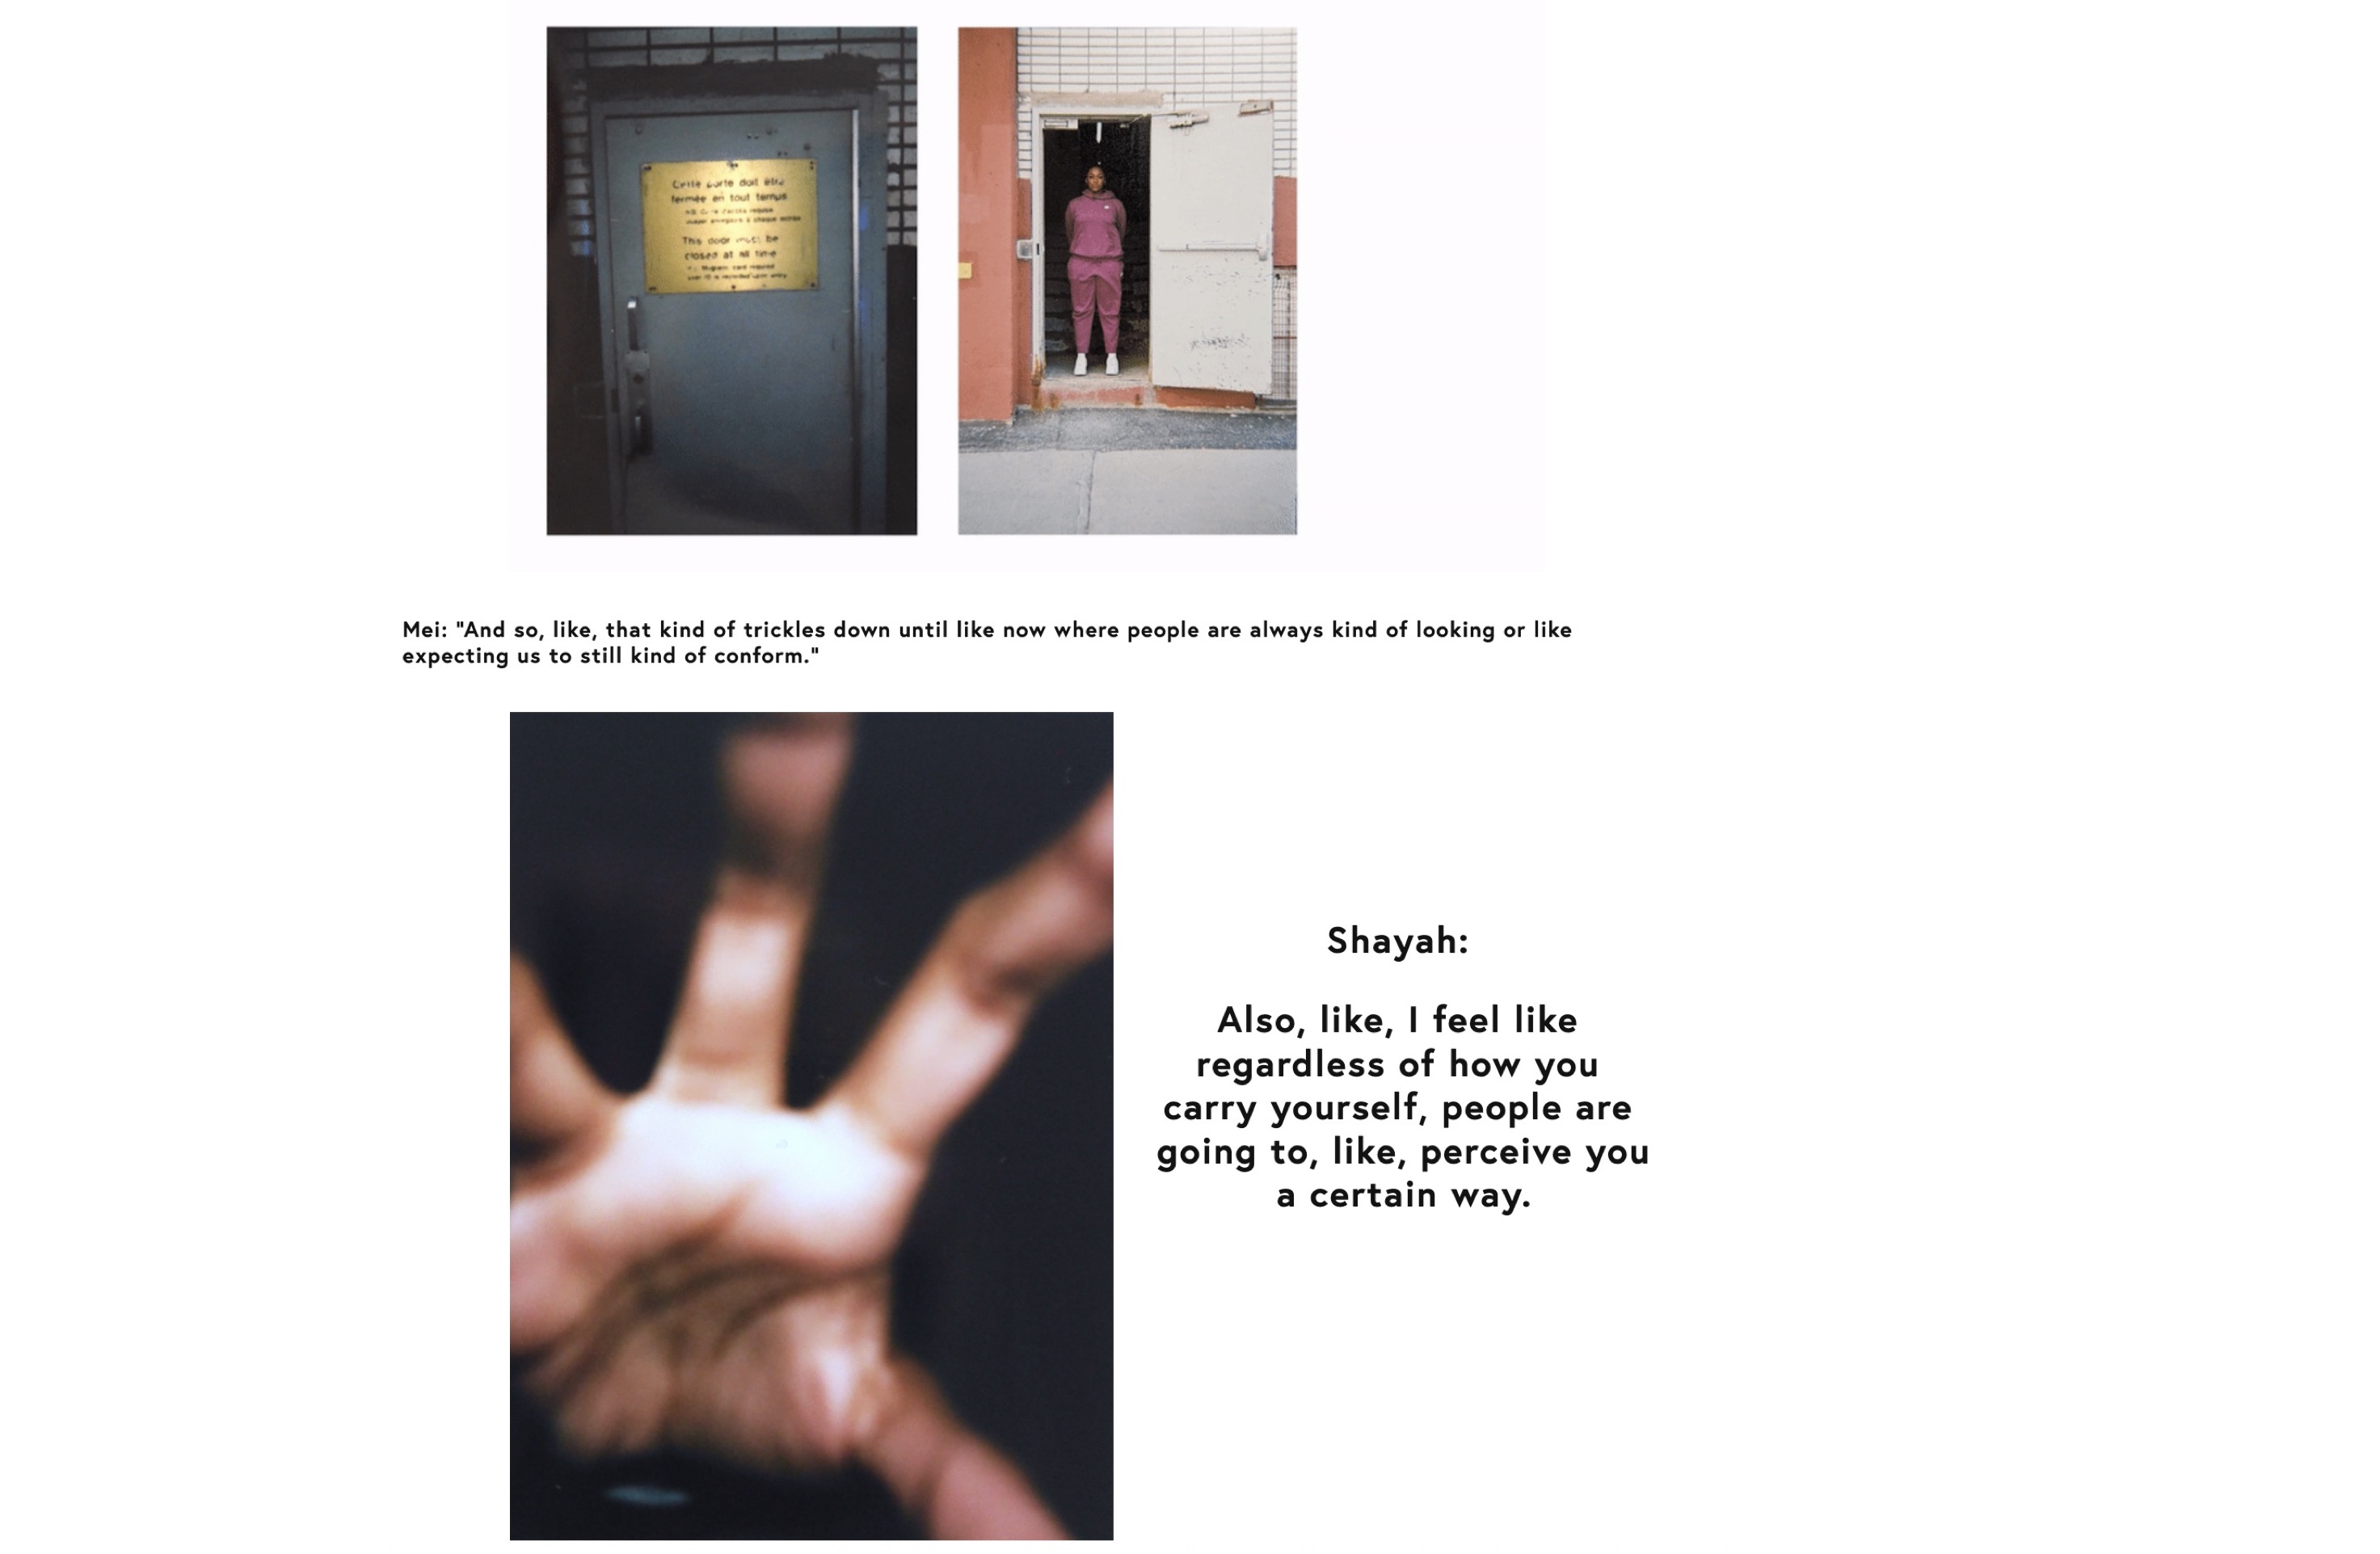 Cette porte doit être
fermée en tout temps
This door must be
closed at all time
Mei: "And so, like, that kind of trickles down until like now where people are always kind of looking or like
expecting us to still kind of conform."
Shayah:
Also, like, I feel like
regardless of how you
carry yourself, people are
going to, like, perceive you
a certain way.